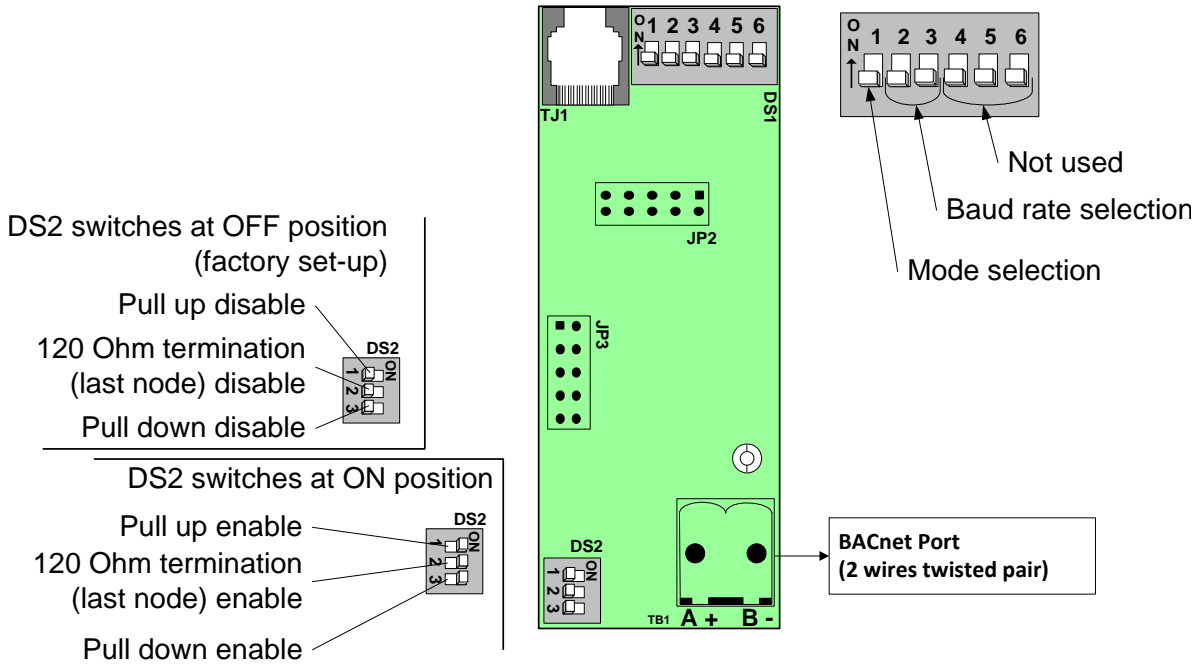 O
N
1 2 3 4 5 6
TJ1
DS1
JP2
JP3
DS2
ON
1
2
3
TB1
A + B -
O
N
1 2 3 4 5 6
Not used
Baud rate selection
Mode selection
DS2 switches at OFF position
(factory set-up)
Pull up disable
120 Ohm termination
(last node) disable
Pull down disable
DS2
ON
1
2
3
DS2 switches at ON position
Pull up enable
120 Ohm termination
(last node) enable
Pull down enable
DS2
ON
1
2
3
BACnet Port
(2 wires twisted pair)